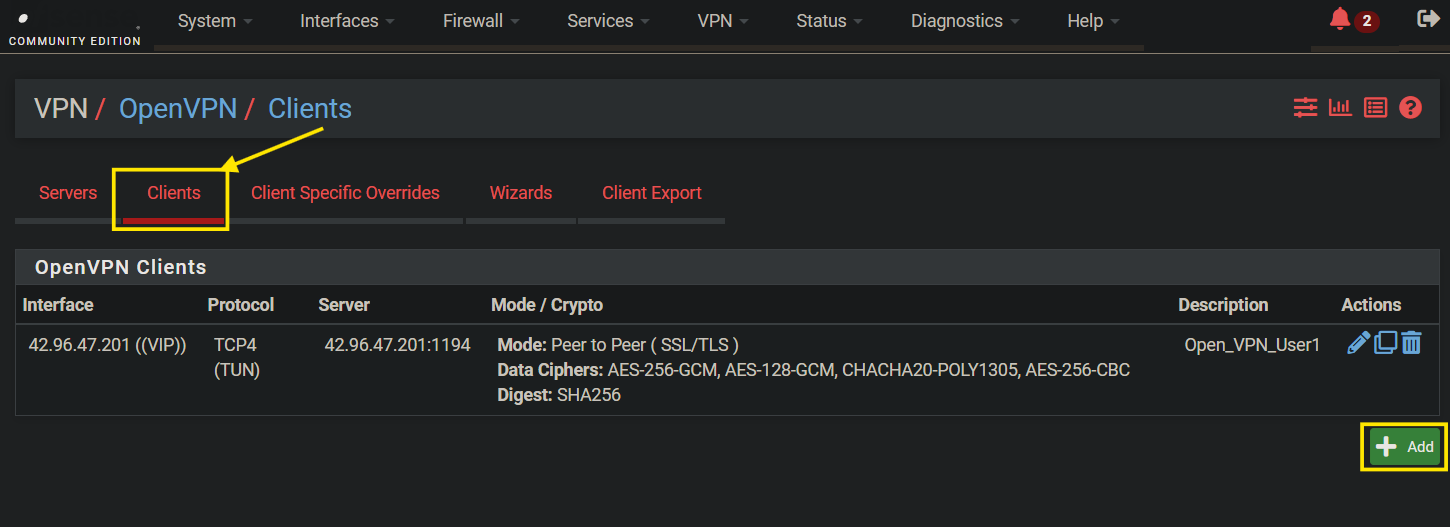 COMMUNITY EDITION
System Interfaces Firewall Services VPN Status Diagnostics Help 2
VPN / OpenVPN / Clients
Servers Clients Client Specific Overrides Wizards Client Export
OpenVPN Clients
Interface Protocol Server Mode / Crypto Description Actions
42.96.47.201 ((VIP)) TCP4 42.96.47.201:1194 Mode: Peer to Peer ( SSL/TLS ) Open_VPN_User1
(TUN) Data Ciphers: AES-256-GCM, AES-128-GCM, CHACHA20-POLY1305, AES-256-CBC
Digest: SHA256
Add